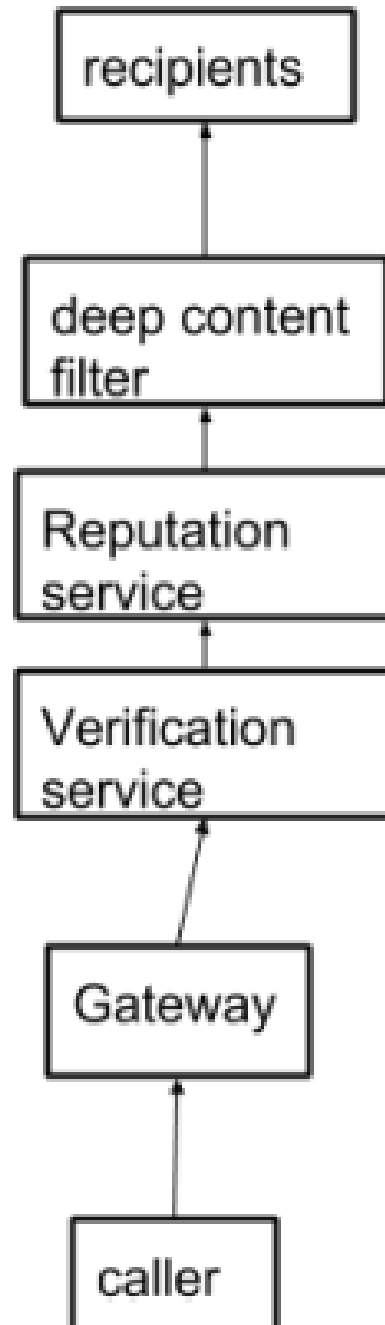 recipients
deep content
filter
Reputation
service
Verification
service
Gateway
caller